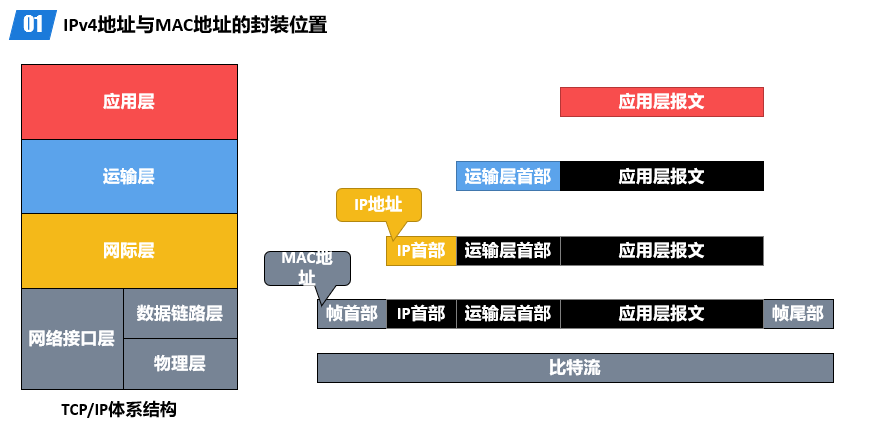 01 IPv4地址与MAC地址的封装位置
应用层
应用层报文
运输层
运输层首部 应用层报文
IP地址
网际层
IP首部 运输层首部 应用层报文
MAC地
址
网络接口层
数据链路层
帧首部 IP首部 运输层首部 应用层报文 帧尾部
物理层
比特流
TCP/IP体系结构